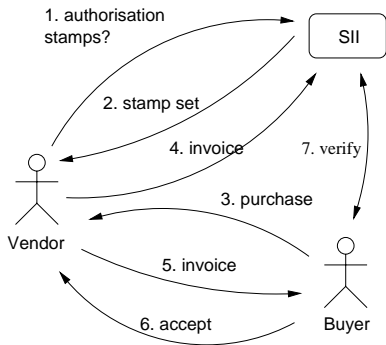 1. authorisation
stamps?
SII
2. stamp set
4. invoice
7. verify
3. purchase
Vendor
5. invoice
6. accept
Buyer